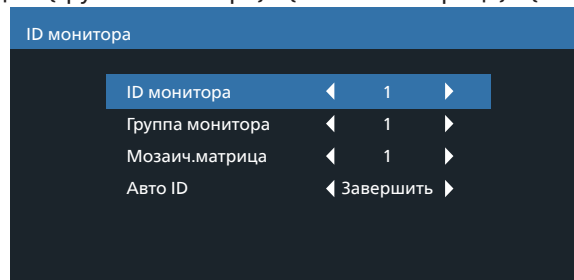 ID монитора
ID монитора 1
Группа монитора 1
Мозаич.матрица 1
Авто ID Завершить